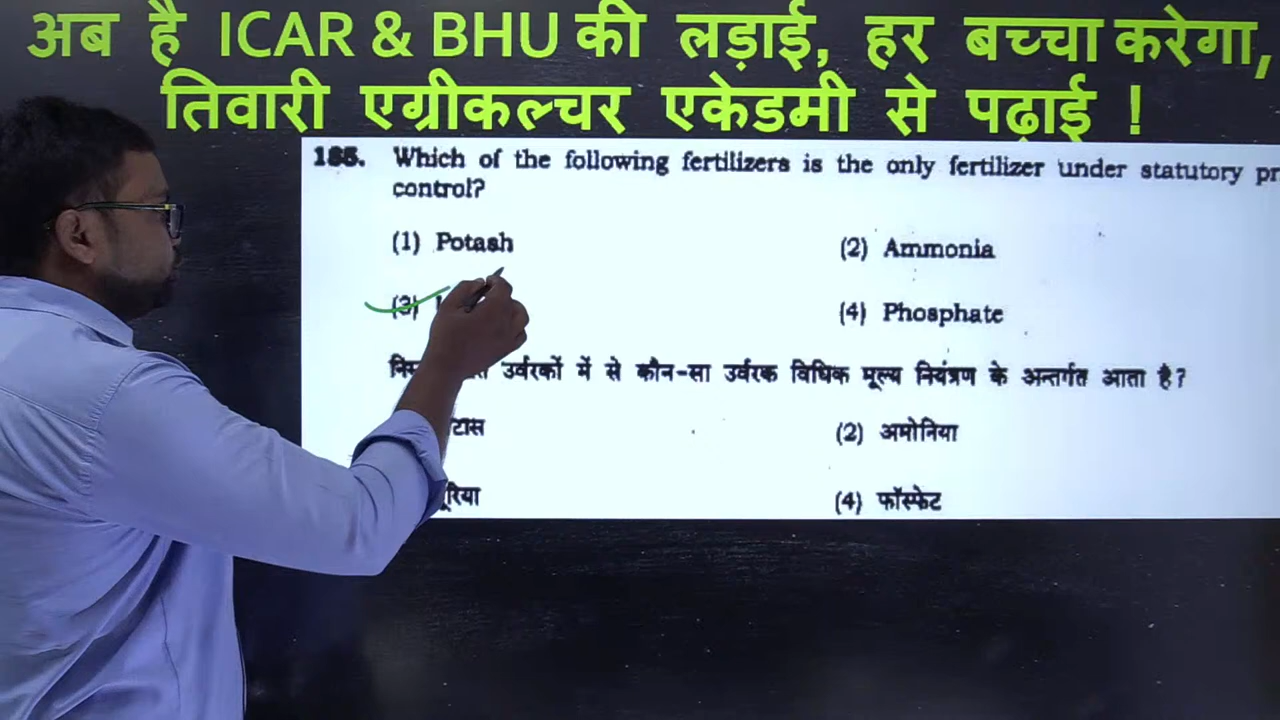 अब है ICAR & BHU की लड़ाई, हर बच्चा करेगा,
तिवारी एग्रीकल्चर एकेडमी से पढ़ाई !
185. Which of the following fertilizers is the only fertilizer under statutory pr
control?
(1) Potash (2) Ammonia
(3) (4) Phosphate
उर्वरकों में से कौन-सा उर्वरक विधिक मूल्य नियंत्रण के अन्तर्गत आता है?
टास (2) अमोनिया
रिया (4) फॉस्फेट